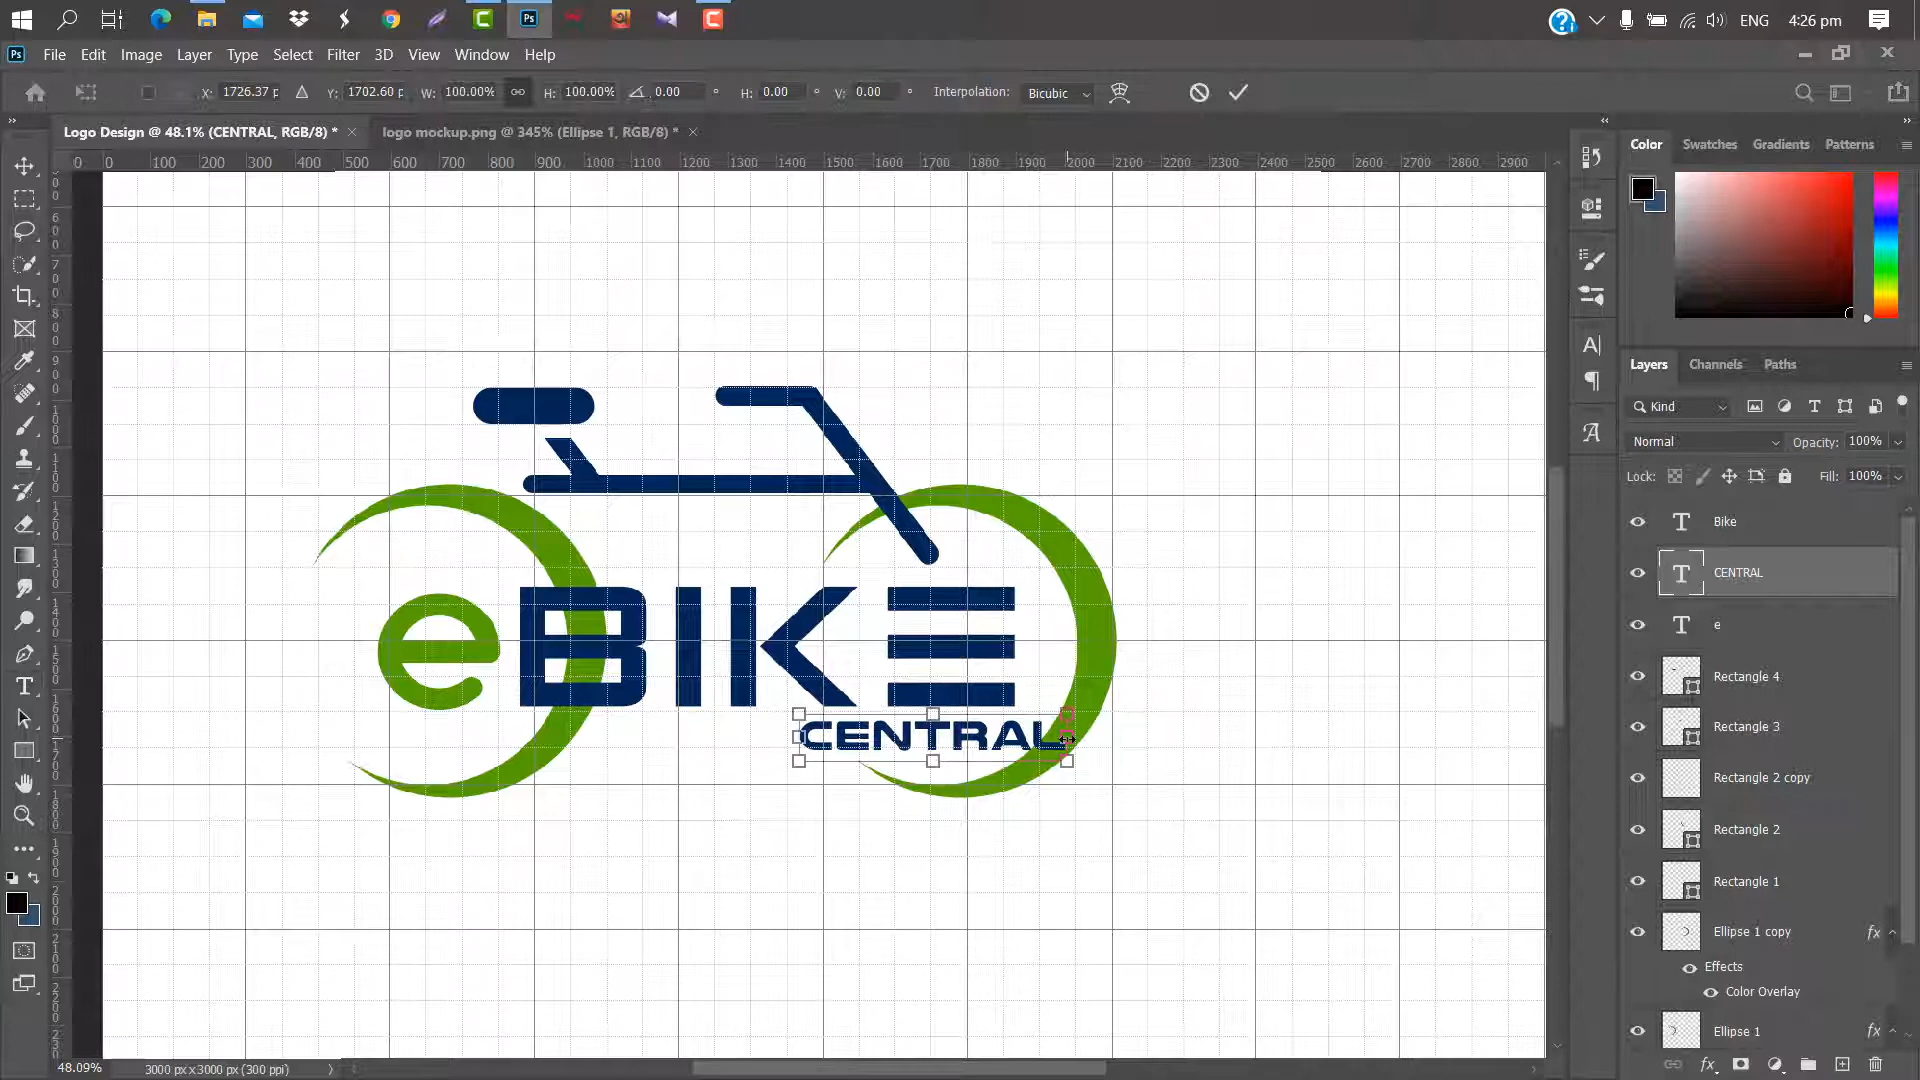 ENG 4:26 pm
Ps File Edit Image Layer Type Select Filter 3D View Window Help
X: 1726.37 p Y: 1702.60 p W: 100.00% H: 100.00% 0.00 ° H: 0.00 ° V: 0.00 ° Interpolation: Bicubic
Logo Design @ 48.1% (CENTRAL, RGB/8) * logo mockup.png @ 345% (Ellipse 1, RGB/8) *
0 0 100 200 300 400 500 600 700 800 900 1000 1100 1200 1300 1400 1500 1600 1700 1800 1900 2000 2100 2200 2300 2400 2500 2600 2700 2800 2900
Color Swatches Gradients Patterns
Layers Channels Paths
Kind
Normal Opacity: 100%
Lock: Fill: 100%
Bike
CENTRAL
e
Rectangle 4
Rectangle 3
Rectangle 2 copy
Rectangle 2
Rectangle 1
Ellipse 1 copy fx
Effects
Color Overlay
Ellipse 1 fx
eBIKE
CENTRAL
48.09% 3000 px x 3000 px (300 ppi)